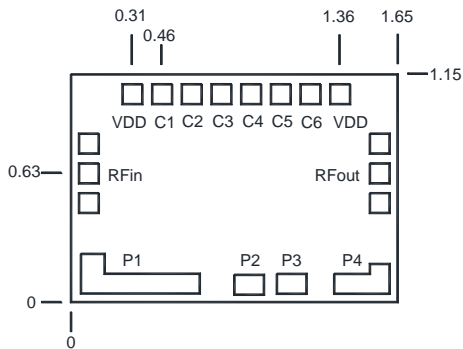 0.31 1.36 1.65
0.46
1.15
VDD C1 C2 C3 C4 C5 C6 VDD
0.63 RFin RFout
P1 P2 P3 P4
0
0